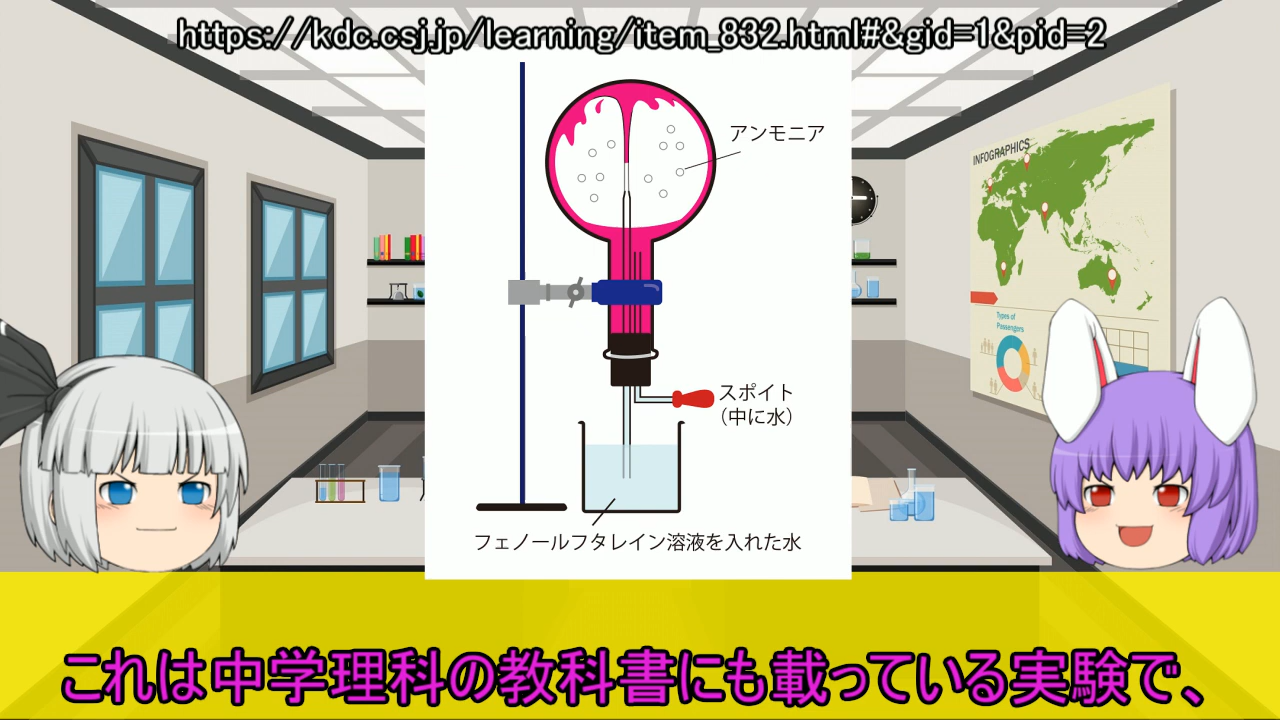 https://kdc.csj.jp/learning/item_832.html#&gid=1&pid=2
アンモニア
INFOGRAPHICS
Types of
Passengers
スポイト
（中に水）
フェノールフタレイン溶液を入れた水
これは中学理科の教科書にも載っている実験で、